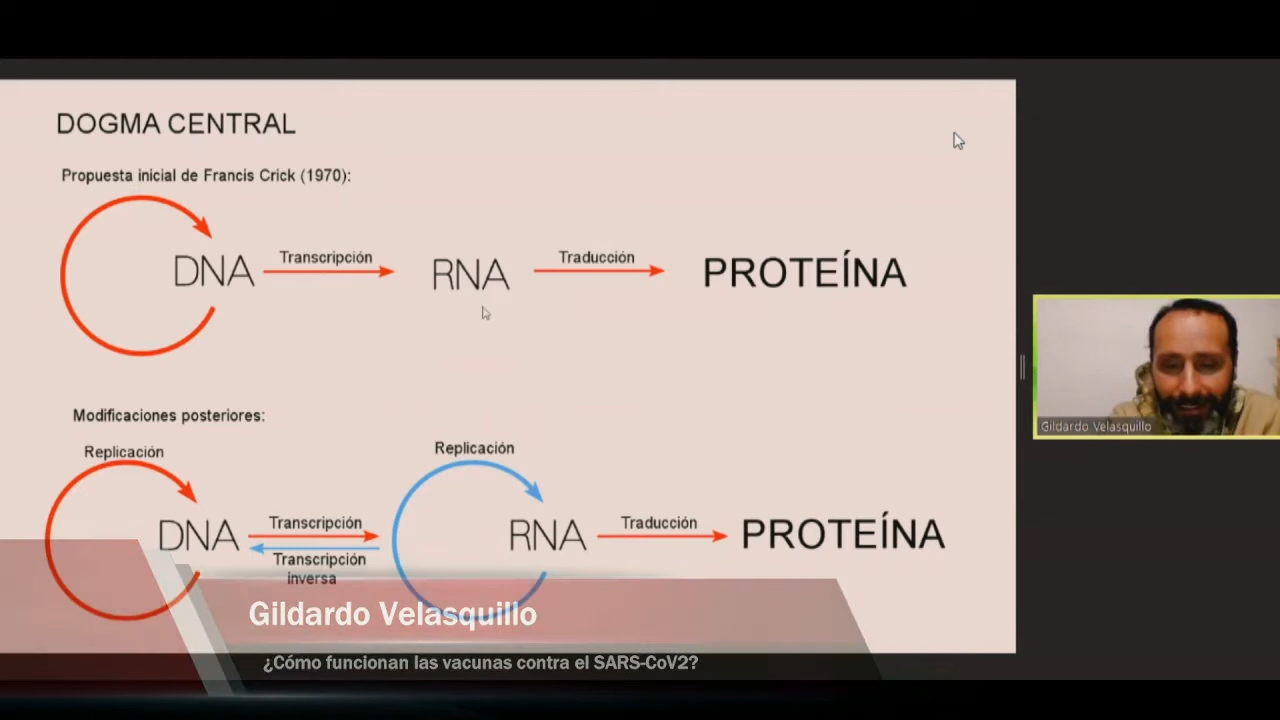 DOGMA CENTRAL
Propuesta inicial de Francis Crick (1970):
DNA
Transcripción
RNA
Traducción
PROTEÍNA
Modificaciones posteriores:
Replicación
DNA
Transcripción
Transcripción
inversa
Replicación
RNA
Traducción
PROTEÍNA
Gildardo Velasquillo
Gildardo Velasquillo
¿Cómo funcionan las vacunas contra el SARS-CoV2?